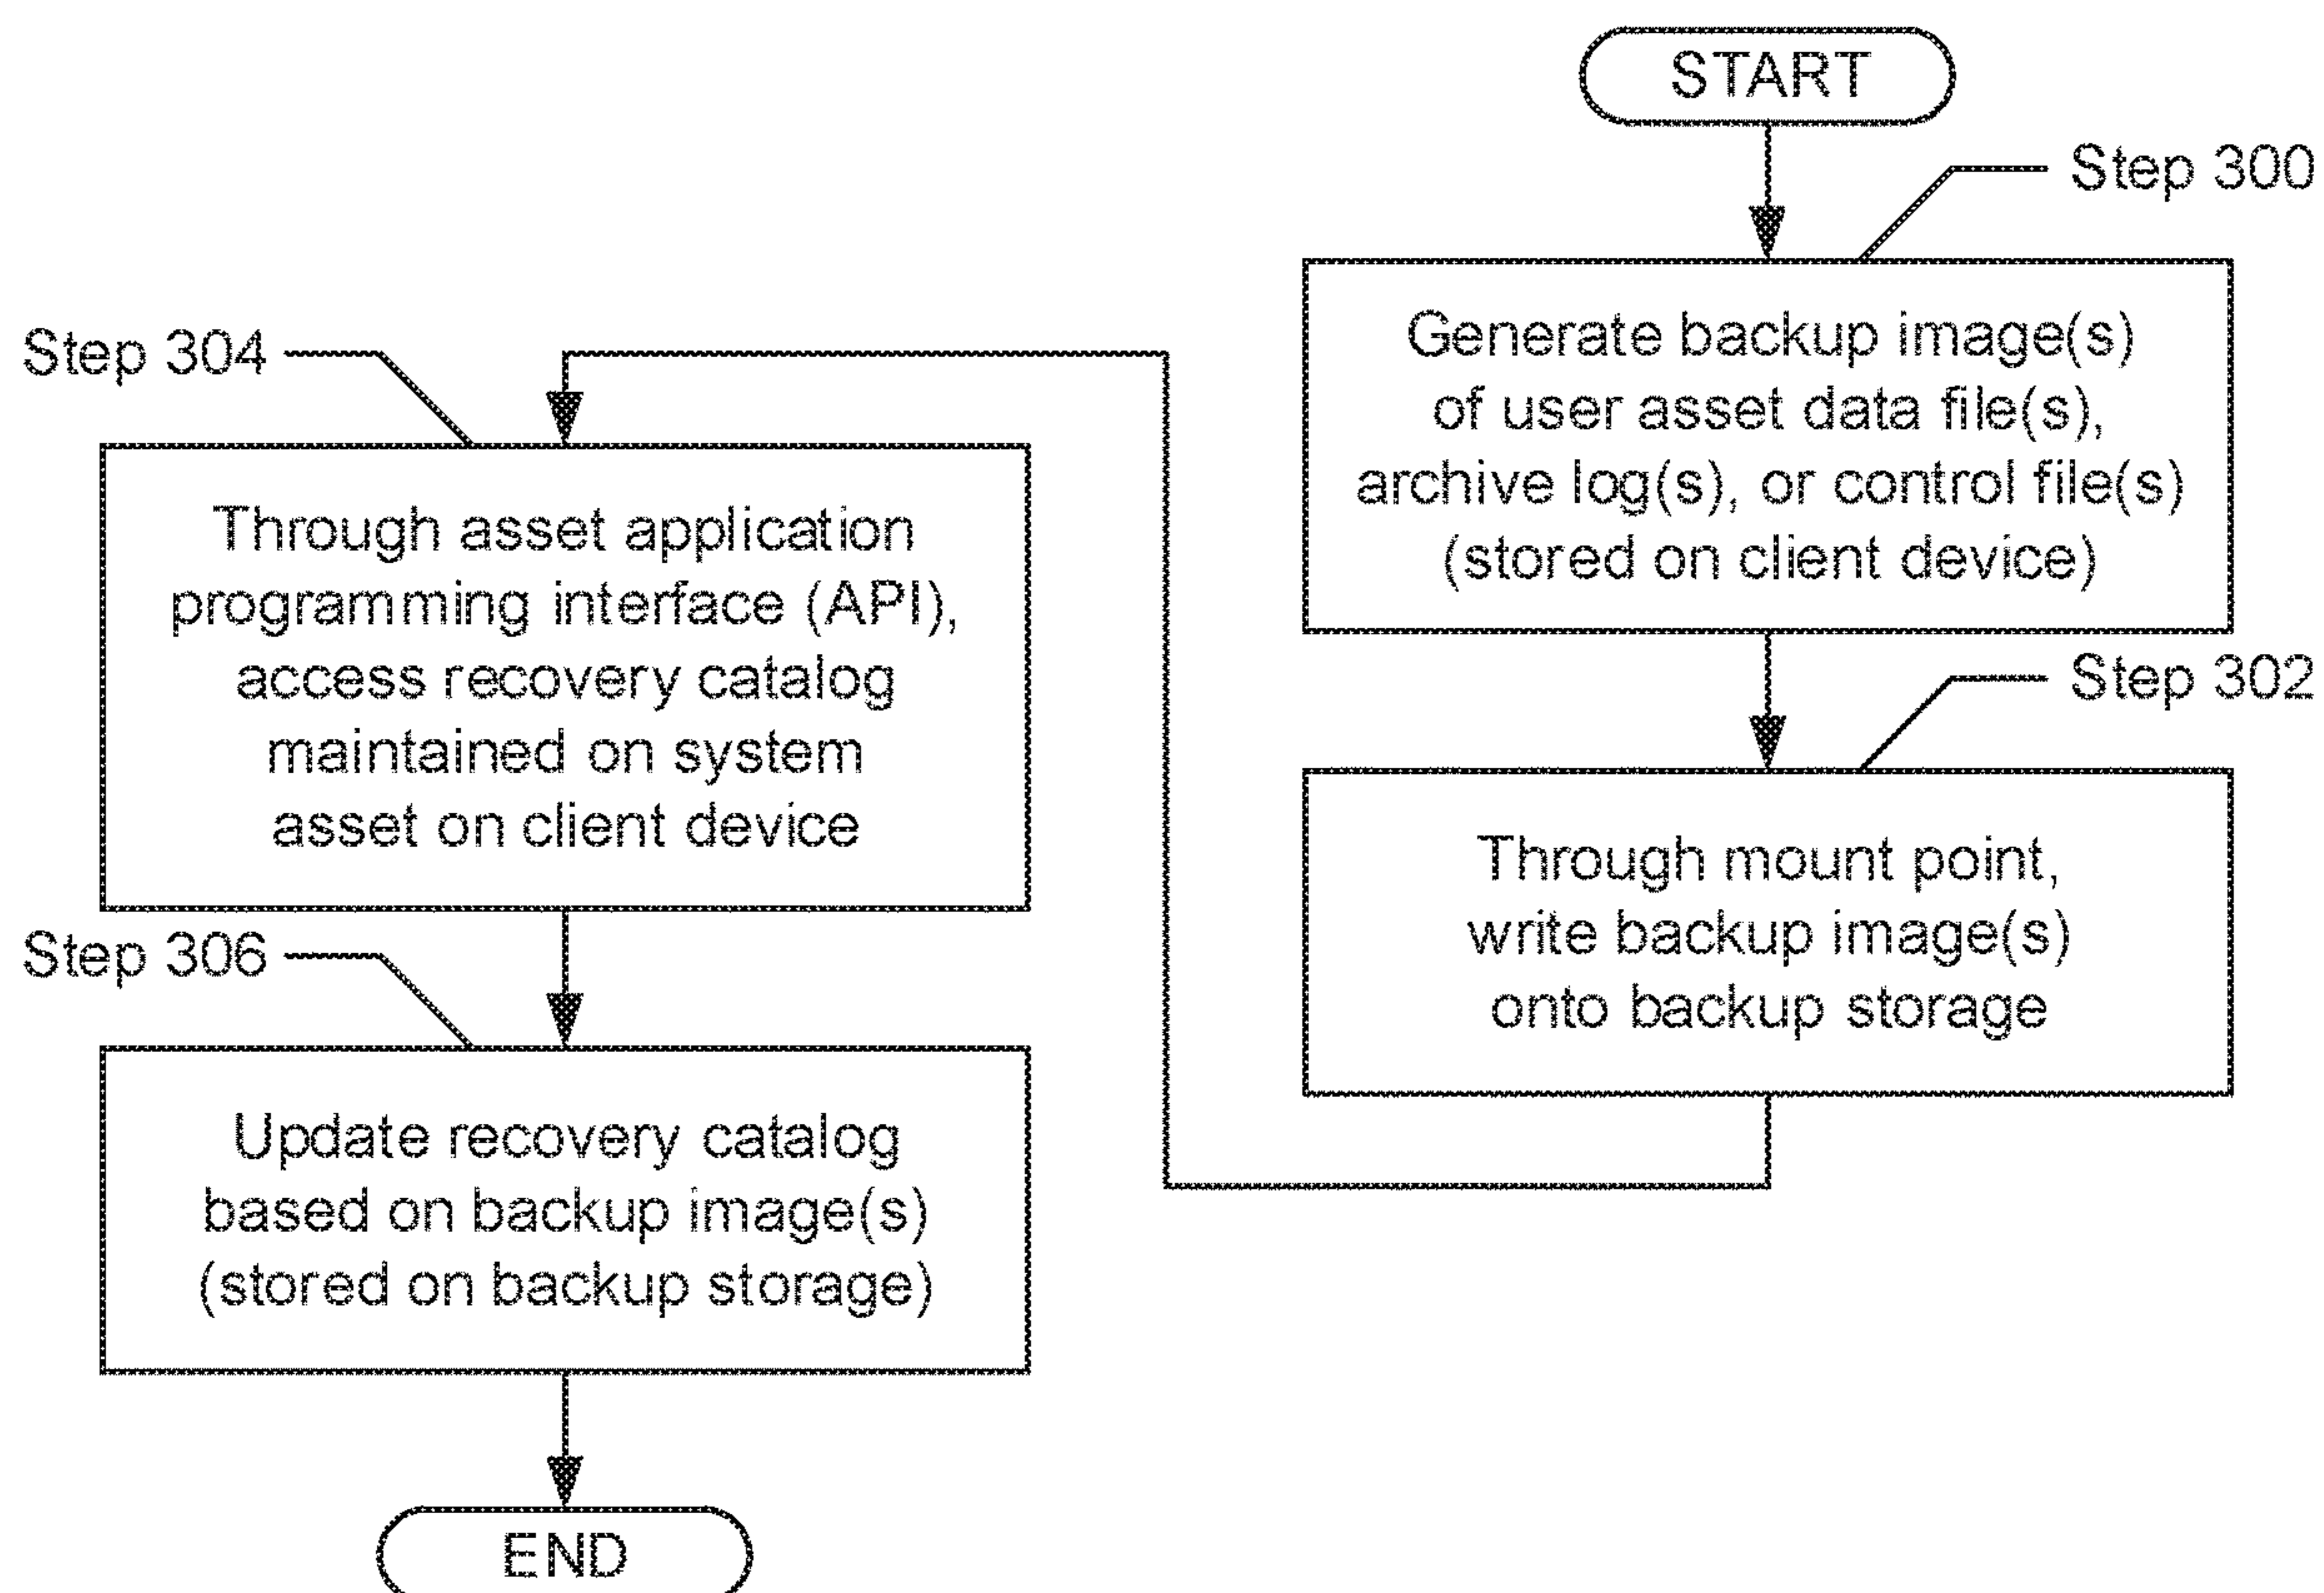 START
Step 300
Generate backup image(s)
of user asset data file(s),
archive log(s), or control file(s)
(stored on client device)
Step 302
Through mount point,
write backup image(s)
onto backup storage
Step 304
Through asset application
programming interface (API),
access recovery catalog
maintained on system
asset on client device
Step 306
Update recovery catalog
based on backup image(s)
(stored on backup storage)
END